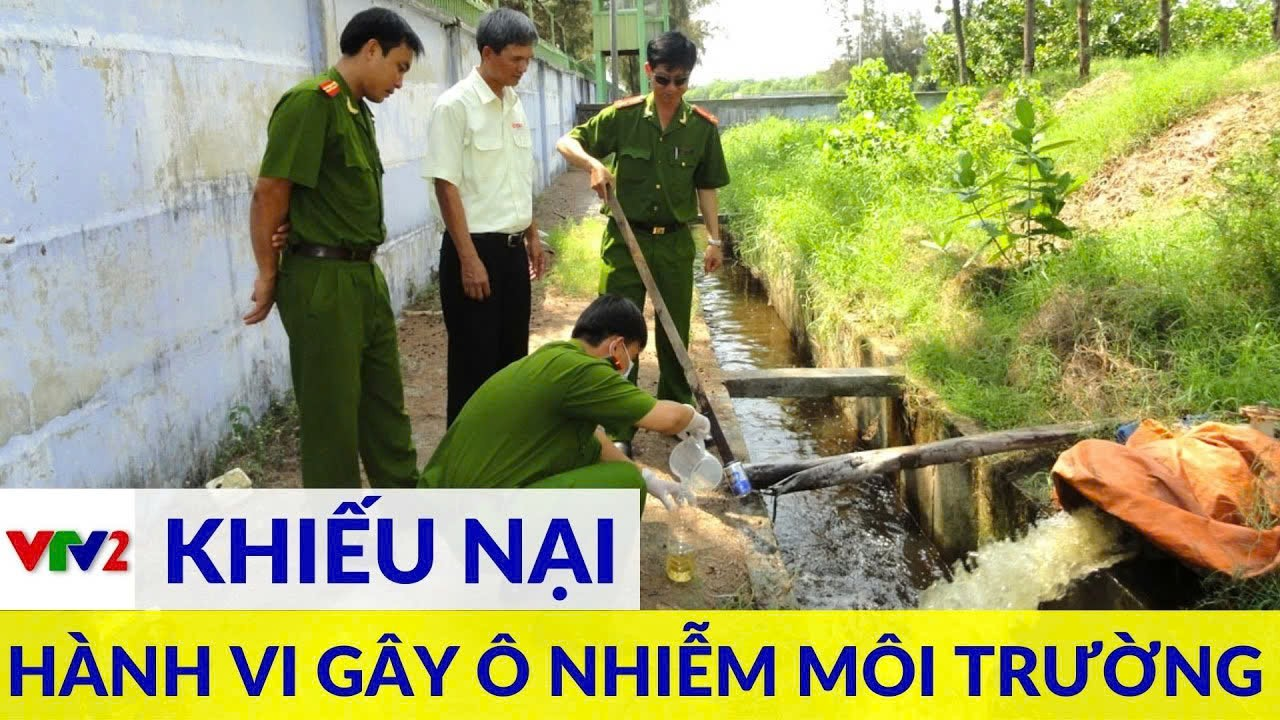 VTV2
KHIẾU NẠI
HÀNH VI GÂY Ô NHIỄM MÔI TRƯỜNG